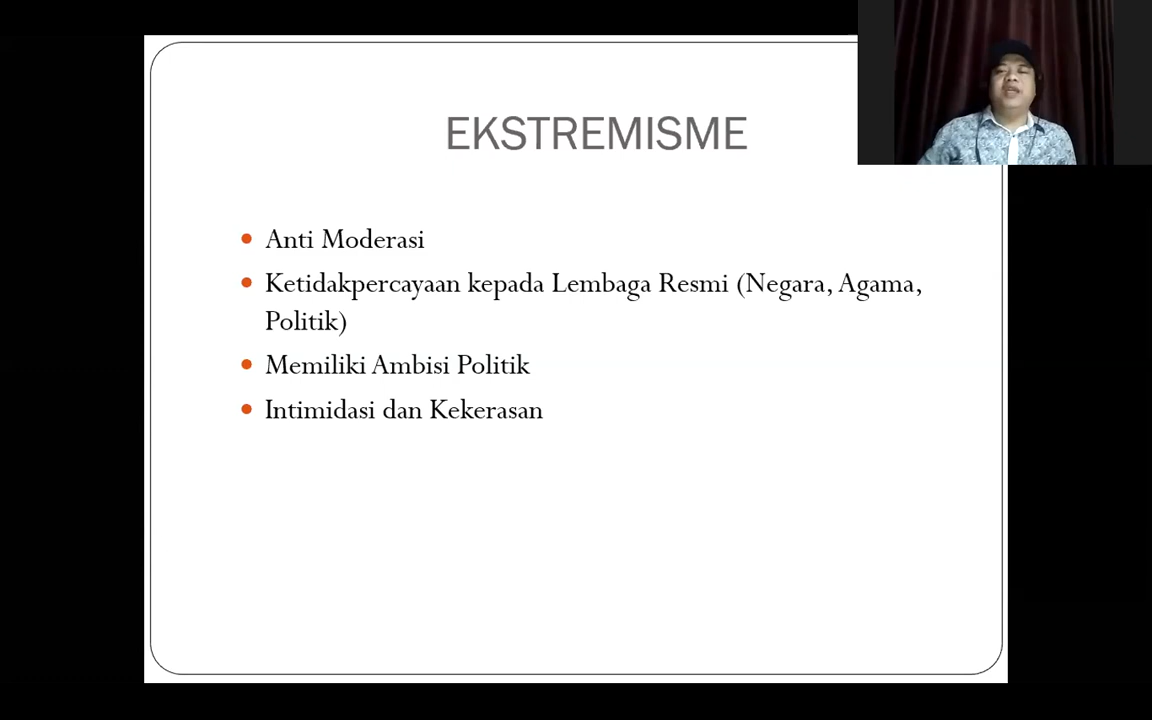 EKSTREMISME
Anti Moderasi
Ketidakpercayaan kepada Lembaga Resmi (Negara, Agama,
Politik)
Memiliki Ambisi Politik
Intimidasi dan Kekerasan